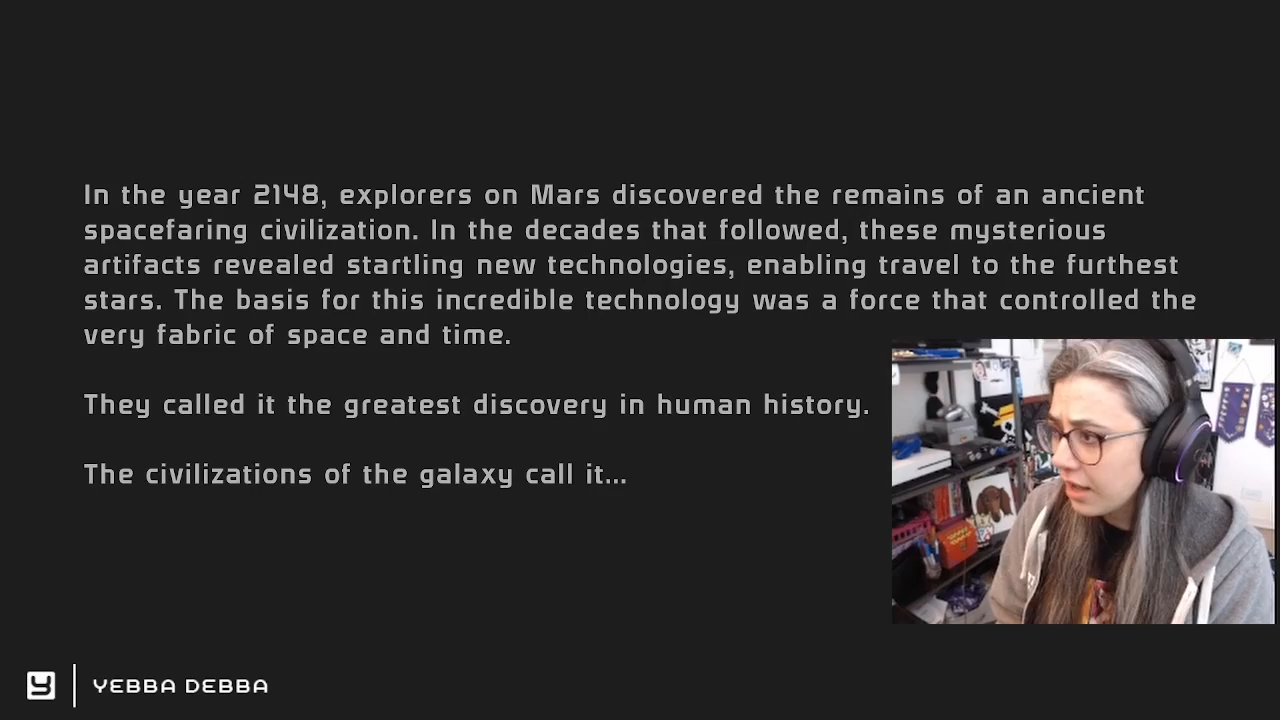 In the year 2148, explorers on Mars discovered the remains of an ancient
spacefaring civilization. In the decades that followed, these mysterious
artifacts revealed startling new technologies, enabling travel to the furthest
stars. The basis for this incredible technology was a force that controlled the
very fabric of space and time.
They called it the greatest discovery in human history.
The civilizations of the galaxy call it...
YEBBA DEBBA